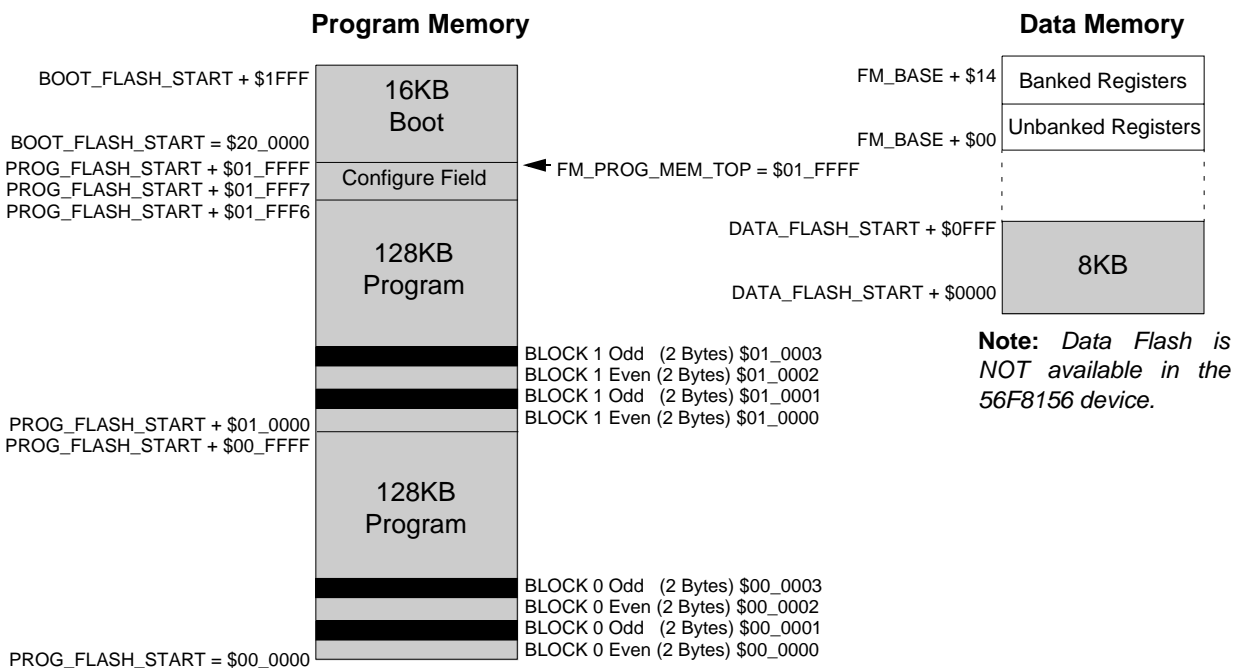 Program Memory
BOOT_FLASH_START + $1FFF
16KB
Boot
BOOT_FLASH_START = $20_0000
PROG_FLASH_START + $01_FFFF
PROG_FLASH_START + $01_FFF7
PROG_FLASH_START + $01_FFF6
Configure Field
FM_PROG_MEM_TOP = $01_FFFF
128KB
Program
BLOCK 1 Odd (2 Bytes) $01_0003
BLOCK 1 Even (2 Bytes) $01_0002
BLOCK 1 Odd (2 Bytes) $01_0001
BLOCK 1 Even (2 Bytes) $01_0000
PROG_FLASH_START + $01_0000
PROG_FLASH_START + $00_FFFF
128KB
Program
BLOCK 0 Odd (2 Bytes) $00_0003
BLOCK 0 Even (2 Bytes) $00_0002
BLOCK 0 Odd (2 Bytes) $00_0001
BLOCK 0 Even (2 Bytes) $00_0000
PROG_FLASH_START = $00_0000
Data Memory
FM_BASE + $14
Banked Registers
Unbanked Registers
FM_BASE + $00
DATA_FLASH_START + $0FFF
8KB
DATA_FLASH_START + $0000
Note: Data Flash is
NOT available in the
56F8156 device.